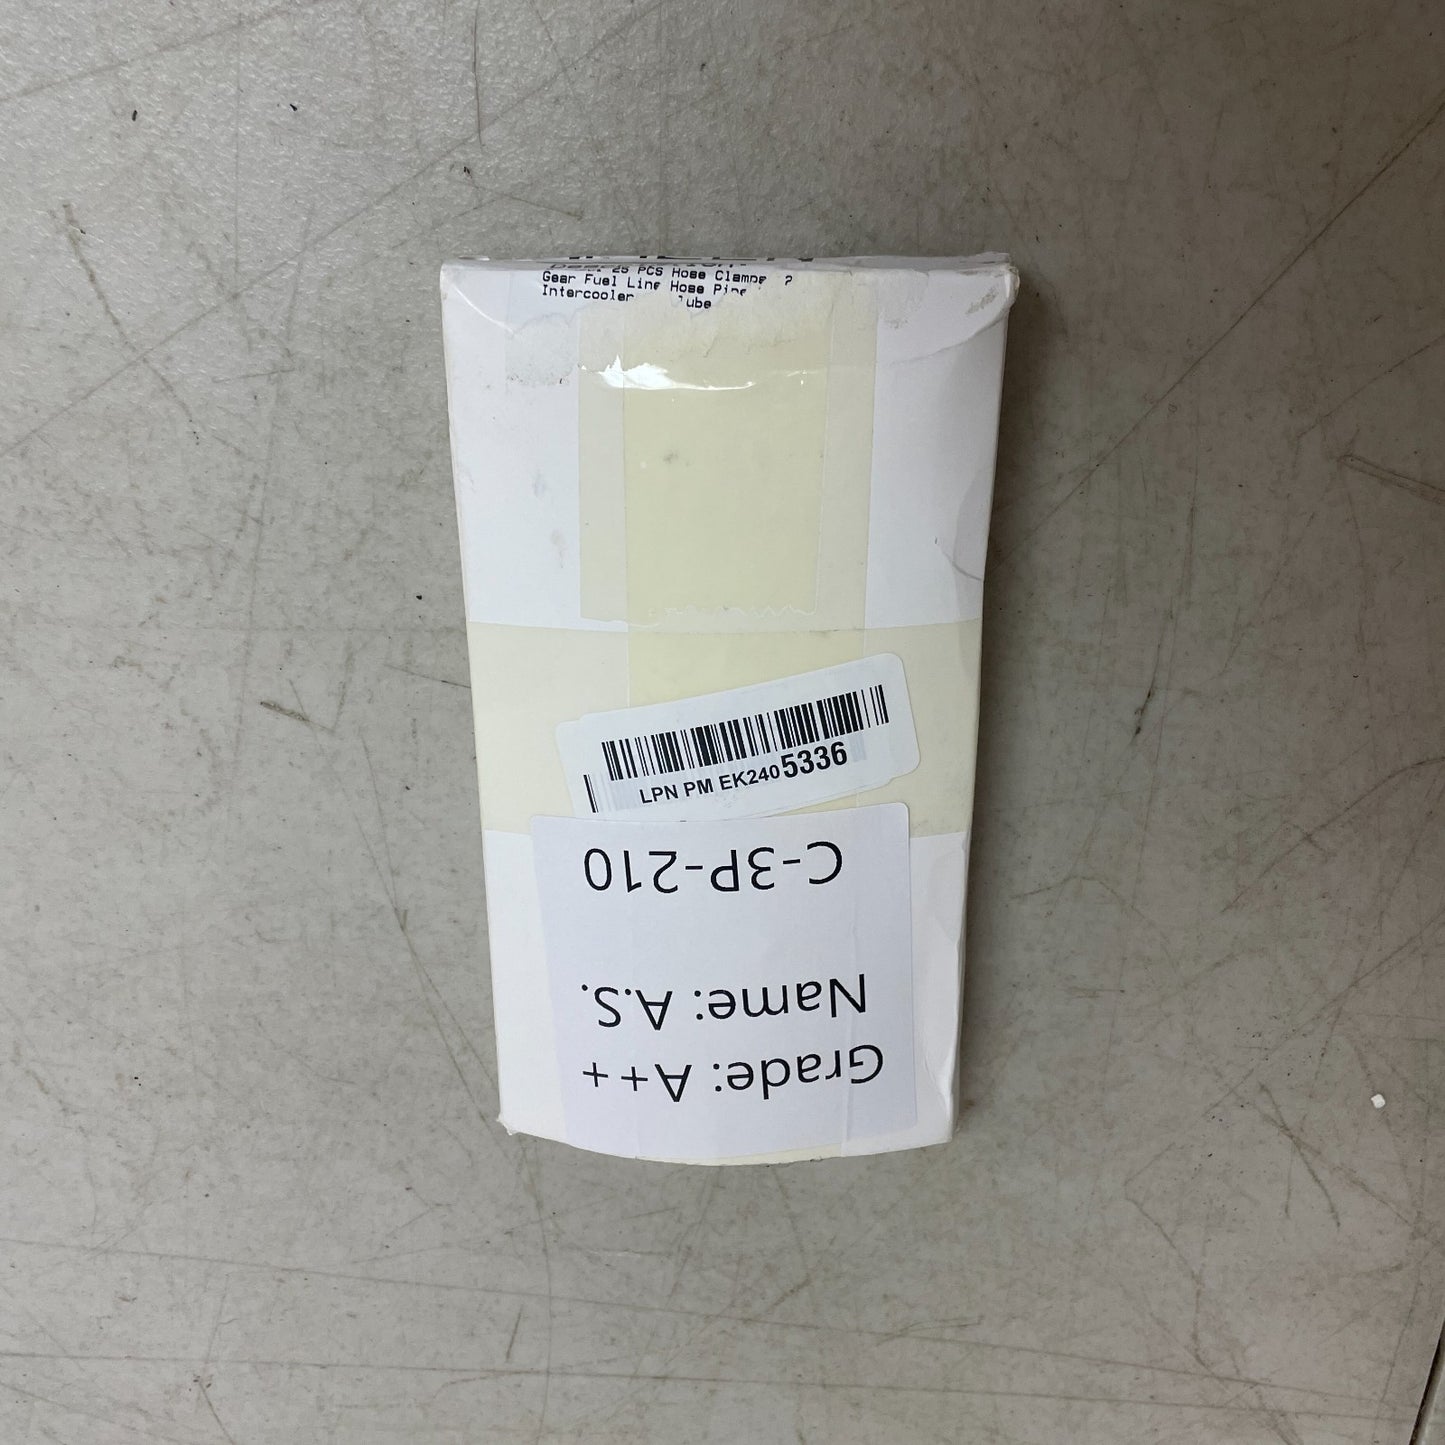 25 PCS Hose Clamps
Gear Fuel Line Hose Pipe
Intercooler
LPN PM EK2405336
C-3P-210
Name: A.S.
Grade: A++